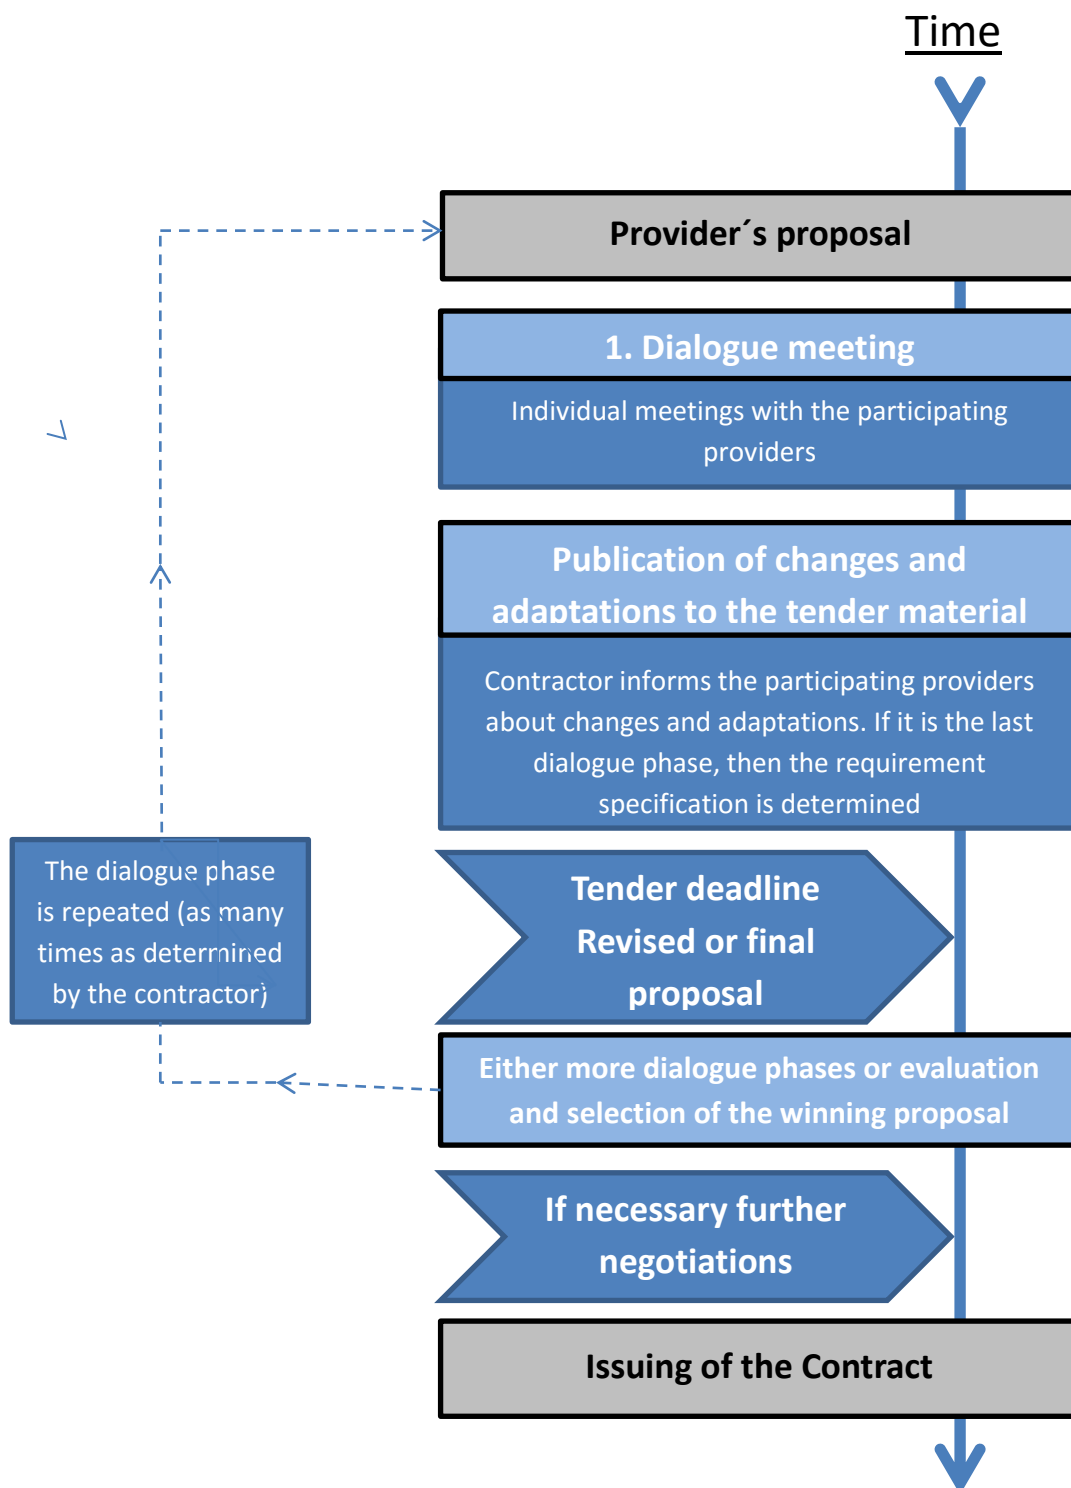 Time
Provider´s proposal
1. Dialogue meeting
Individual meetings with the participating
providers
Publication of changes and
adaptations to the tender material
Contractor informs the participating providers
about changes and adaptations. If it is the last
dialogue phase, then the requirement
specification is determined
The dialogue phase
is repeated (as many
times as determined
by the contractor)
Tender deadline
Revised or final
proposal
Either more dialogue phases or evaluation
and selection of the winning proposal
If necessary further
negotiations
Issuing of the Contract